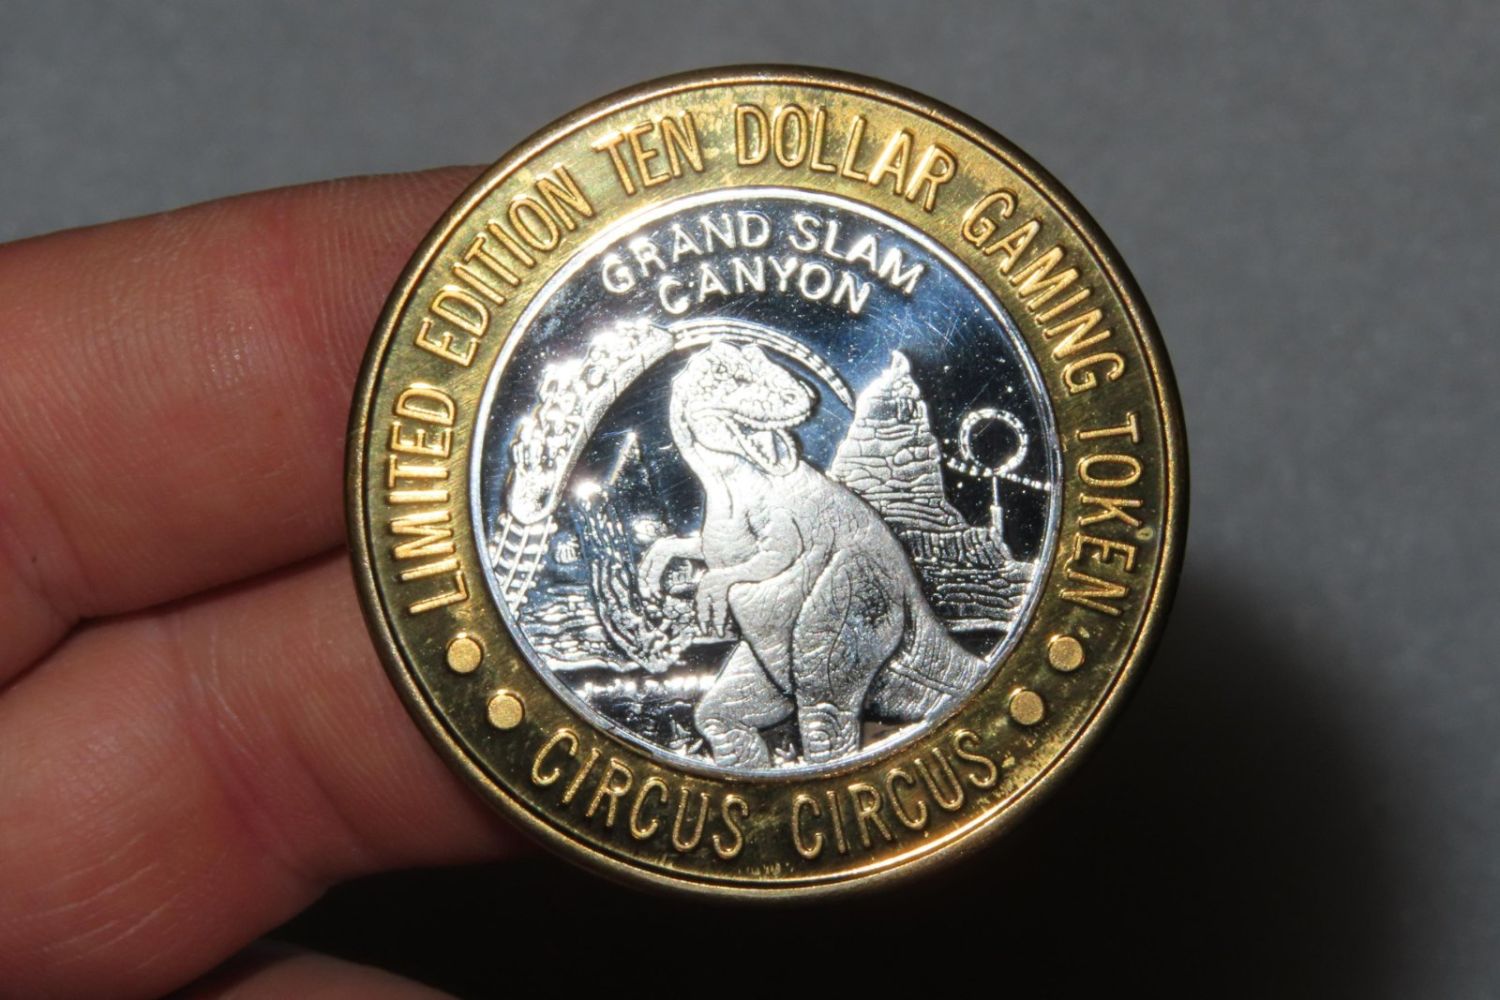 LIMITED EDITION TEN DOLLAR GAMING TOKEN
GRAND SLAM
CANYON
CIRCUS CIRCUS